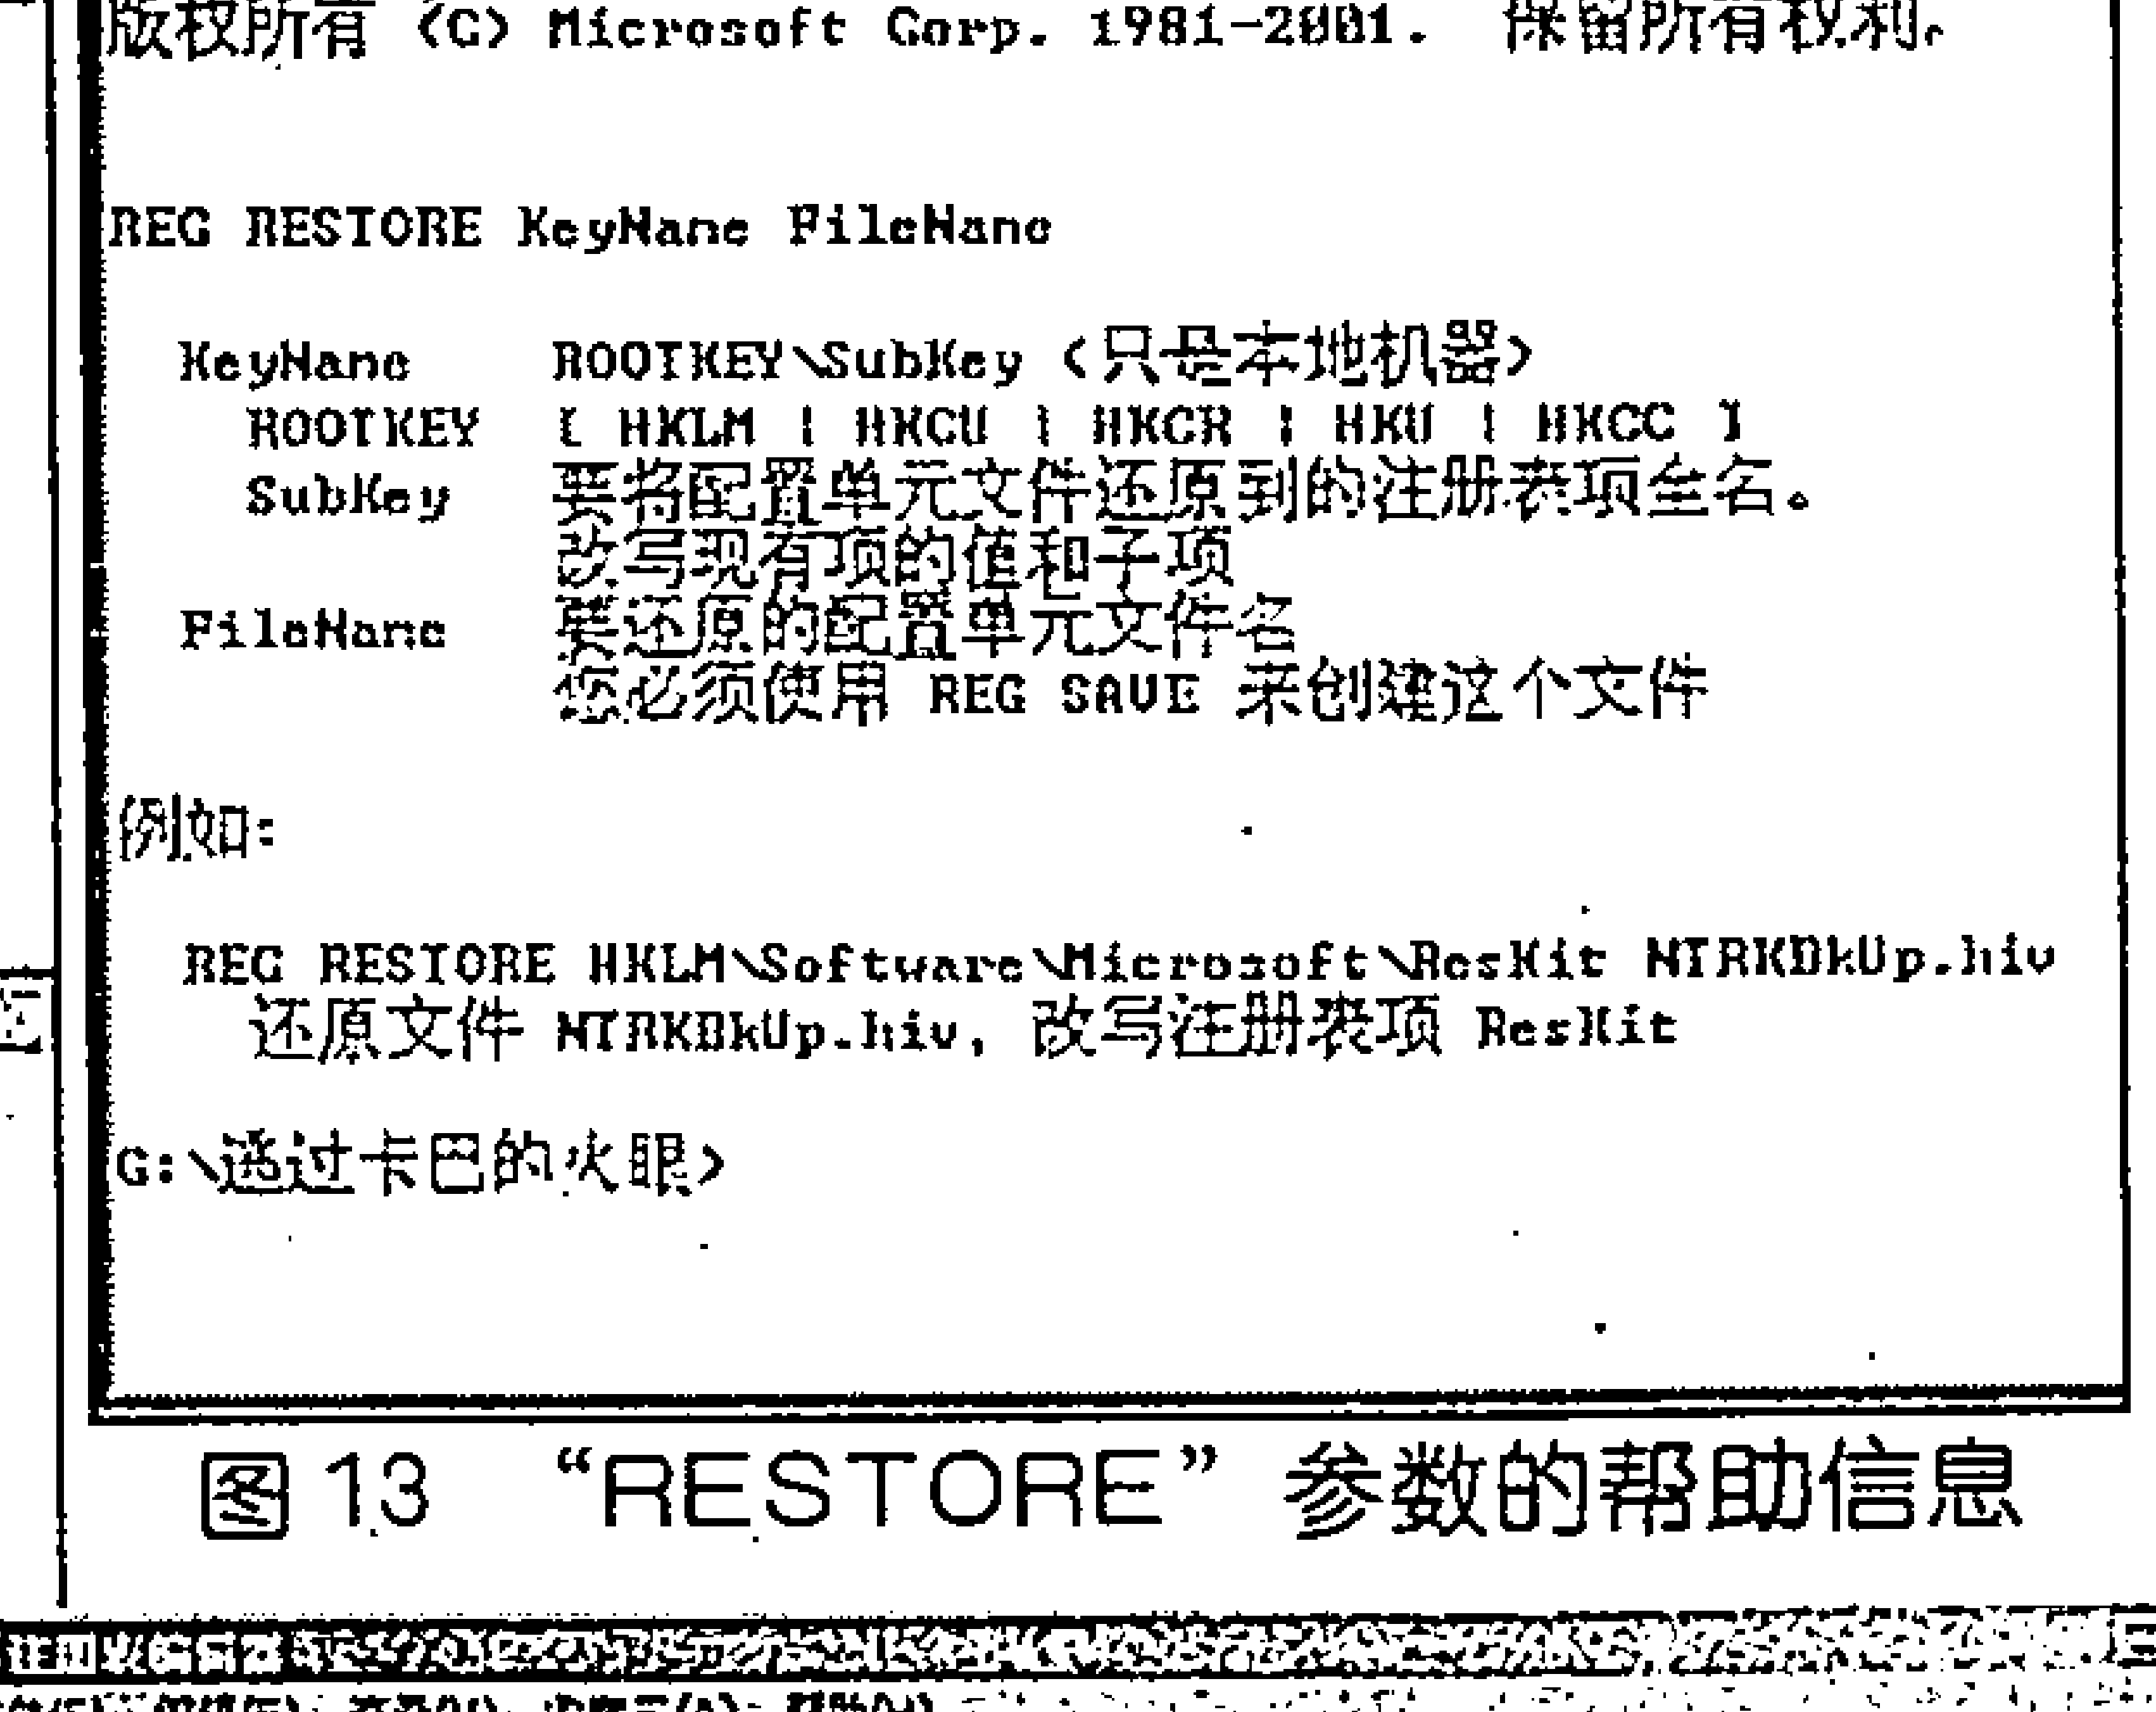 版权所有 (C) Microsoft Corp. 1981-2001. 保留所有权利。
REG RESTORE KeyName FileName
KeyName ROOTKEY\SubKey (只是本地机器)
ROOTKEY [ HKLM | HKCU | HKCR | HKU | HKCC ]
SubKey 要将配置单元文件还原到的注册表项全名。
改写现有项的值和子项
FileName 要还原的配置单元文件名
您必须使用 REG SAVE 来创建这个文件
例如:
REG RESTORE HKLM\Software\Microsoft\ResKit NTRKBkUp.hiv
还原文件 NTRKBkUp.hiv, 改写注册表项 ResKit
G:\逃过卡巴的火眼>
图13 “RESTORE” 参数的帮助信息